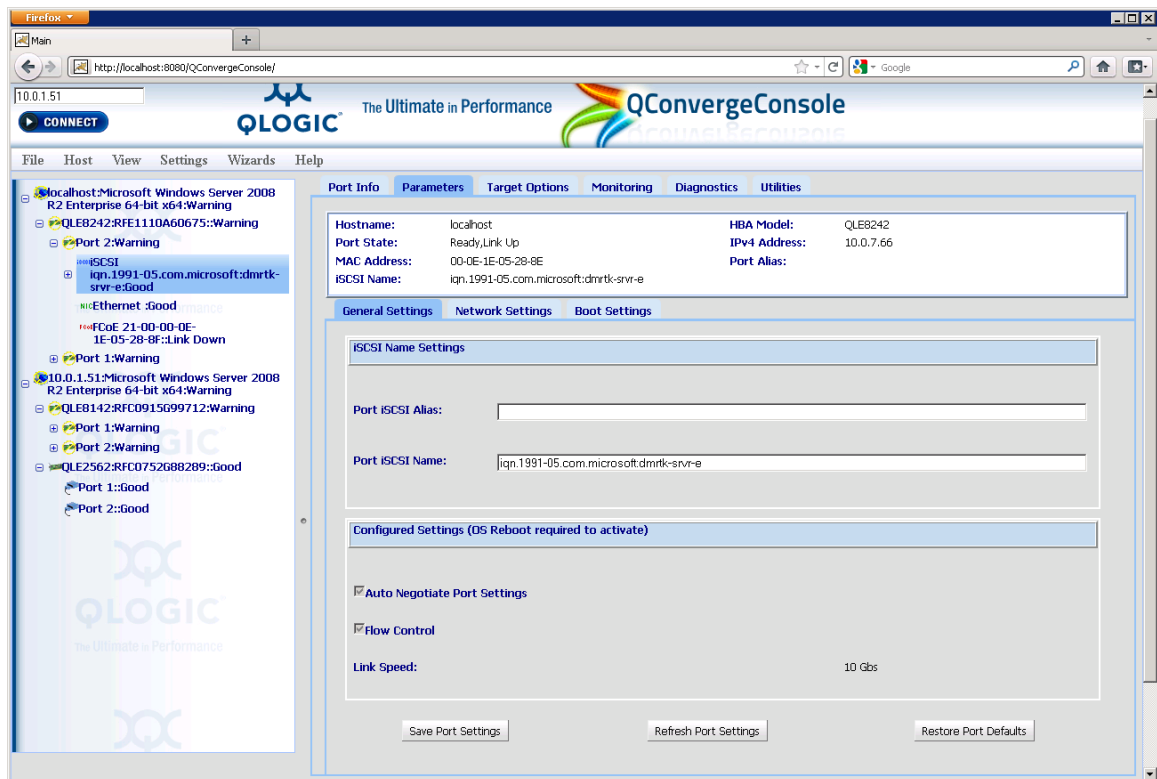 Firefox
Main
http://localhost:8080/QConvergeConsole/
Google
10.0.1.51
CONNECT
QLOGIC
The Ultimate in Performance
QConvergeConsole
File Host View Settings Wizards Help
localhost:Microsoft Windows Server 2008
R2 Enterprise 64-bit x64:Warning
QLE8242:RFE1110A60675::Warning
Port 2:Warning
iSCSI
iqn.1991-05.com.microsoft:dmrtk-
srvr-e:Good
NIC Ethernet :Good
FCoE 21-00-00-0E-
1E-05-28-8F::Link Down
Port 1:Warning
10.0.1.51:Microsoft Windows Server 2008
R2 Enterprise 64-bit x64:Warning
QLE8142:RFC0915G99712:Warning
Port 1:Warning
Port 2:Warning
QLE2562:RFC0752G88289::Good
Port 1::Good
Port 2::Good
QLOGIC
The Ultimate in Performance
Port Info Parameters Target Options Monitoring Diagnostics Utilities
Hostname: localhost HBA Model: QLE8242
Port State: Ready,Link Up IPv4 Address: 10.0.7.66
MAC Address: 00-0E-1E-05-28-8E Port Alias:
iSCSI Name: iqn.1991-05.com.microsoft:dmrtk-srvr-e
General Settings Network Settings Boot Settings
iSCSI Name Settings
Port iSCSI Alias:
Port iSCSI Name: iqn.1991-05.com.microsoft:dmrtk-srvr-e
Configured Settings (OS Reboot required to activate)
Auto Negotiate Port Settings
Flow Control
Link Speed: 10 Gbs
Save Port Settings Refresh Port Settings Restore Port Defaults